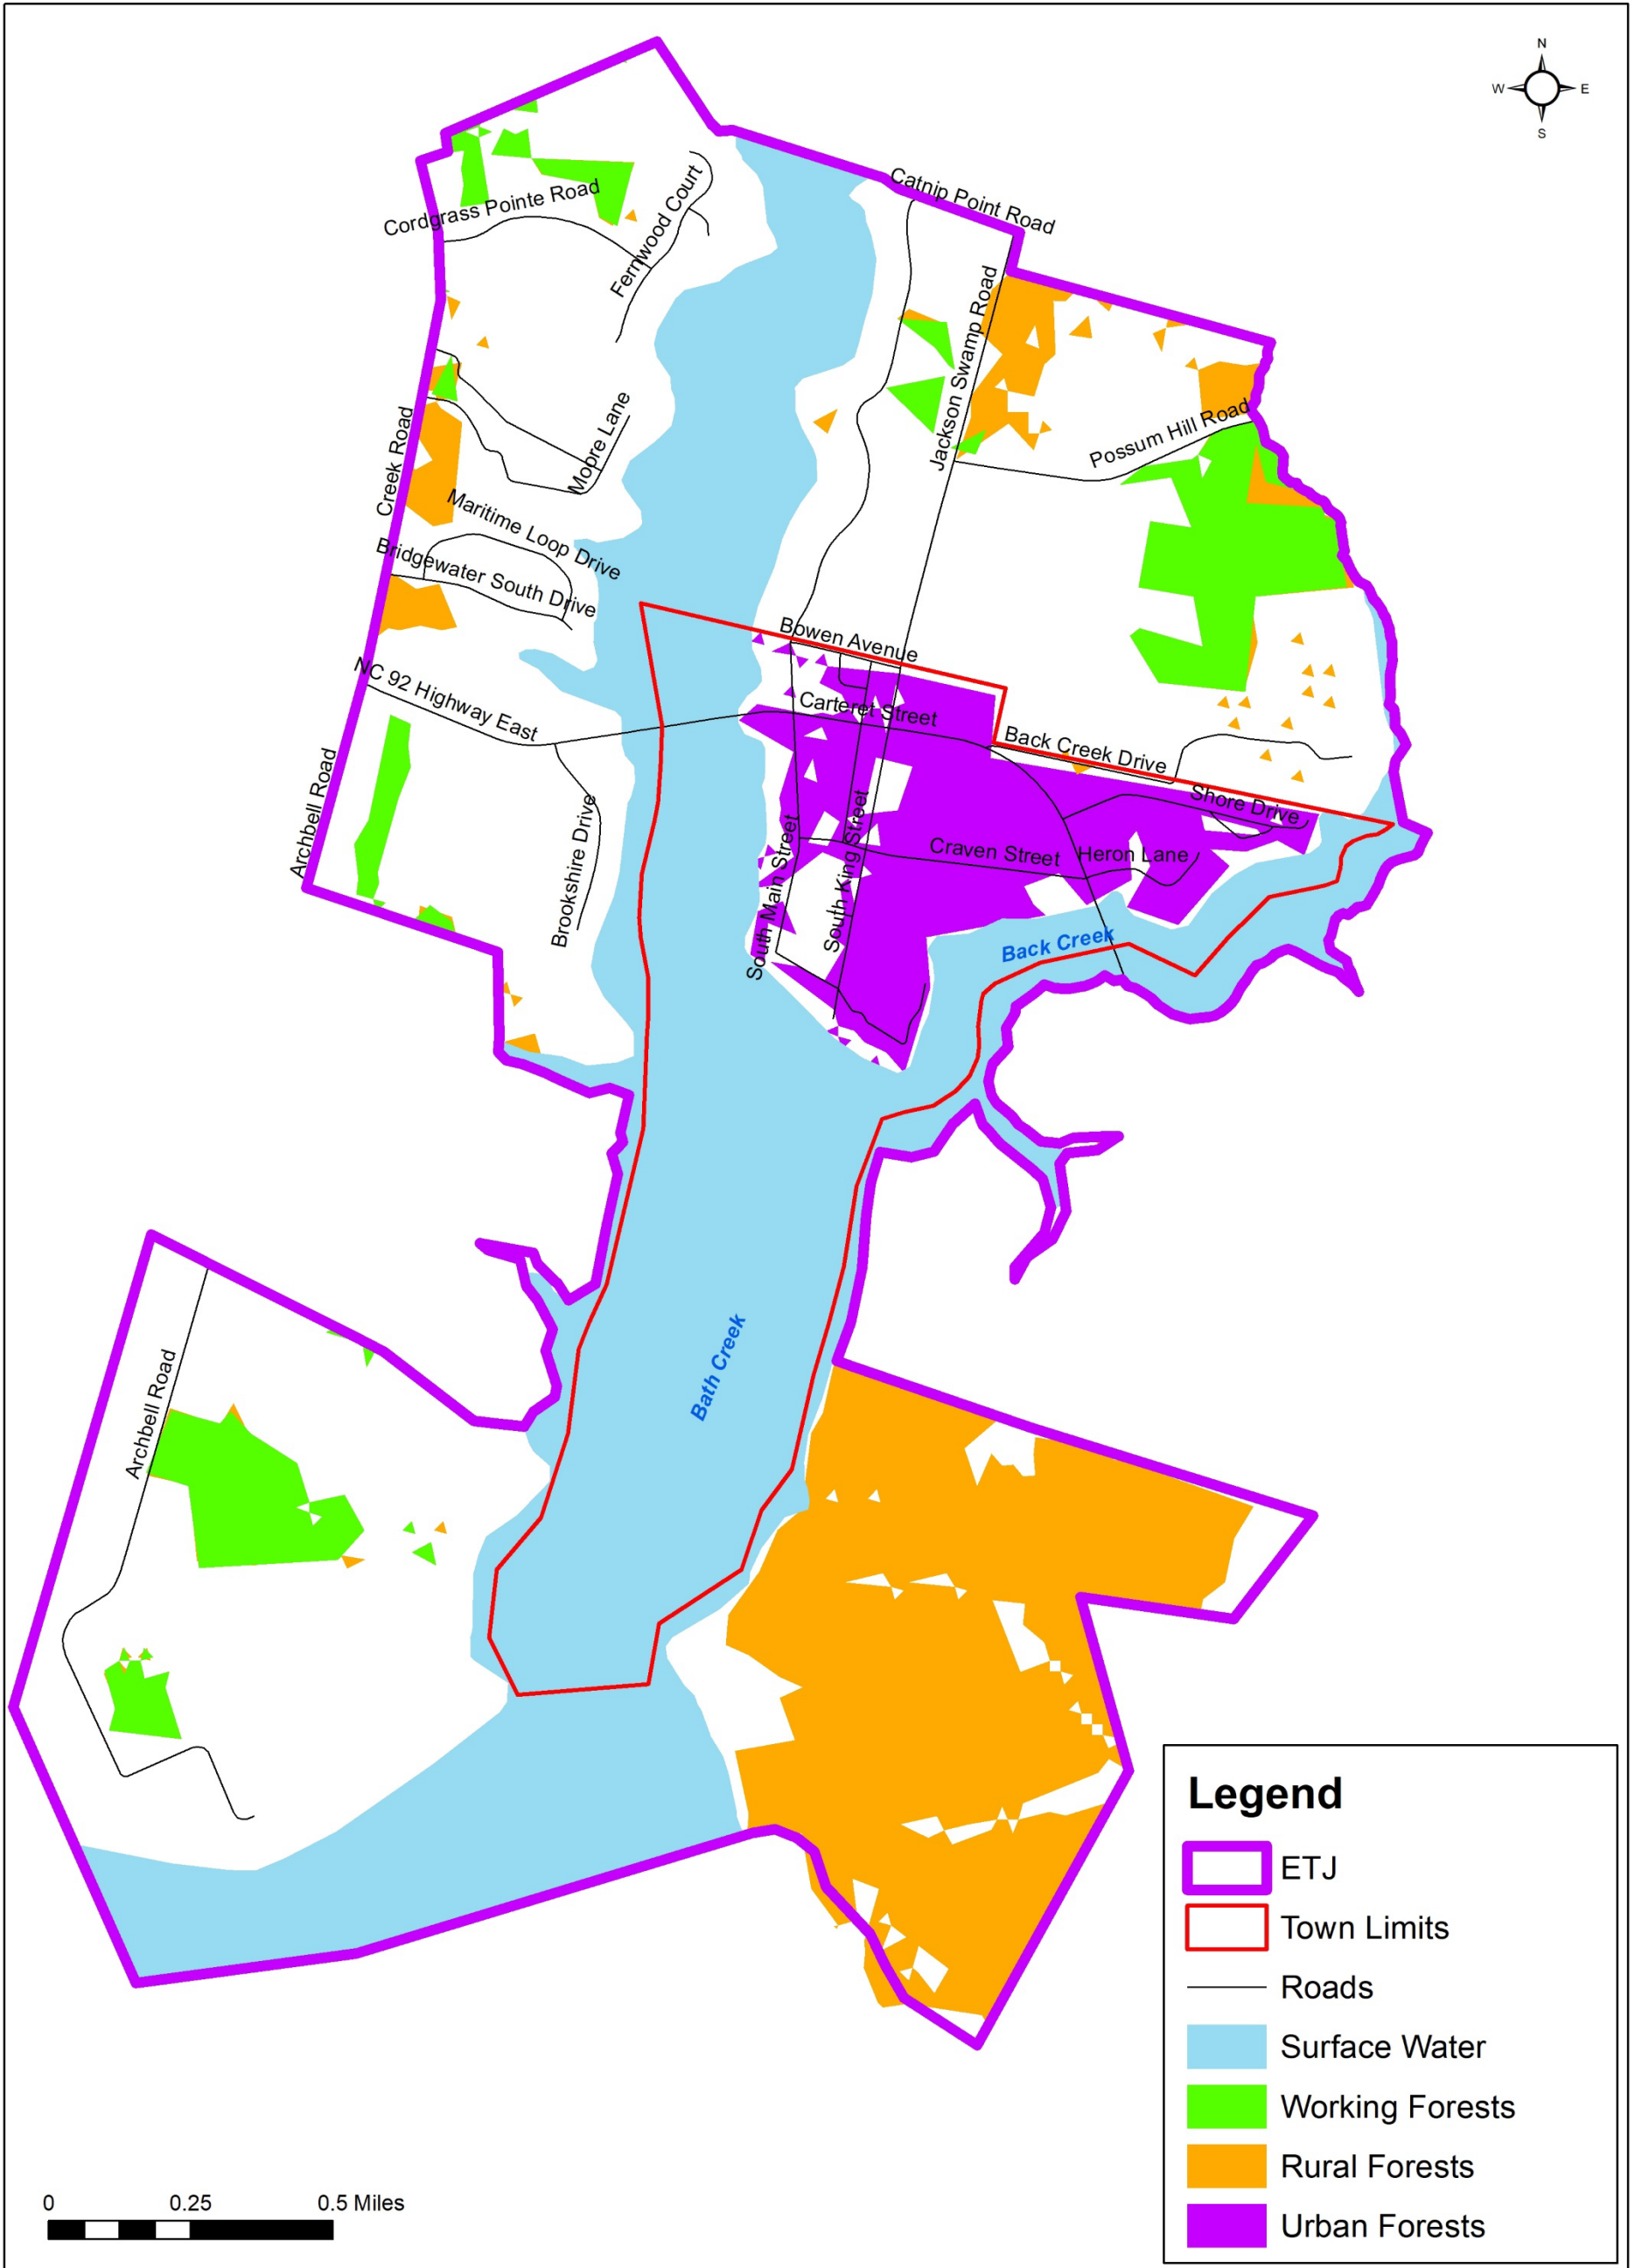 N
W E
S
Catnip Point Road
Cordgrass Pointe Road
Fernwood Court
Jackson Swamp Road
Moore Lane
Possum Hill Road
Creek Road
Maritime Loop Drive
Bridgewater South Drive
Bowen Avenue
NC 92 Highway East
Carteret Street
Back Creek Drive
Archbell Road
Shore Drive
Brookshire Drive
South Main Street
South King Street
Craven Street
Heron Lane
Back Creek
Bath Creek
Archbell Road
Legend
ETJ
Town Limits
Roads
Surface Water
Working Forests
Rural Forests
Urban Forests
0 0.25 0.5 Miles